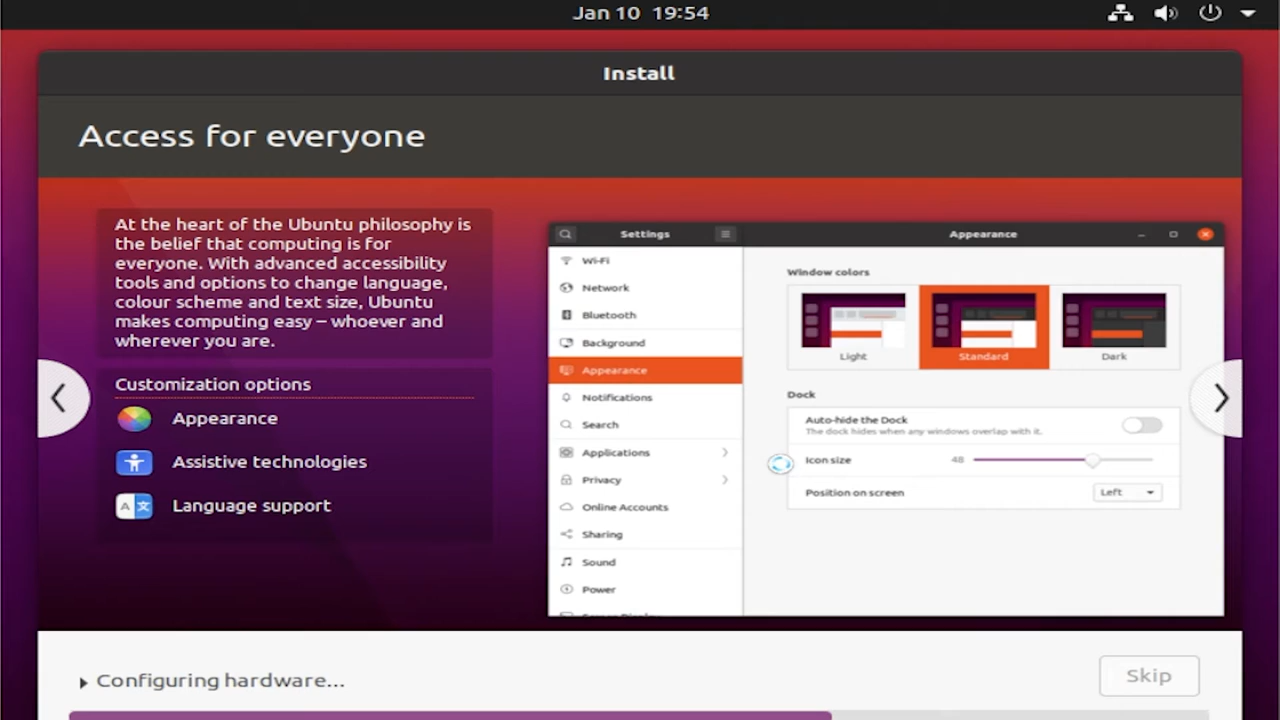 Jan 10 19:54
Install
Access for everyone
At the heart of the Ubuntu philosophy is
the belief that computing is for
everyone. With advanced accessibility
tools and options to change language,
colour scheme and text size, Ubuntu
makes computing easy – whoever and
wherever you are.
Customization options
Appearance
Assistive technologies
Language support
Settings
Appearance
Wi-Fi
Network
Bluetooth
Background
Appearance
Notifications
Search
Applications
Privacy
Online Accounts
Sharing
Sound
Power
Window colors
Light Standard Dark
Dock
Auto-hide the Dock
The dock hides when any windows overlap with it.
Icon size 48
Position on screen Left
Configuring hardware...
Skip